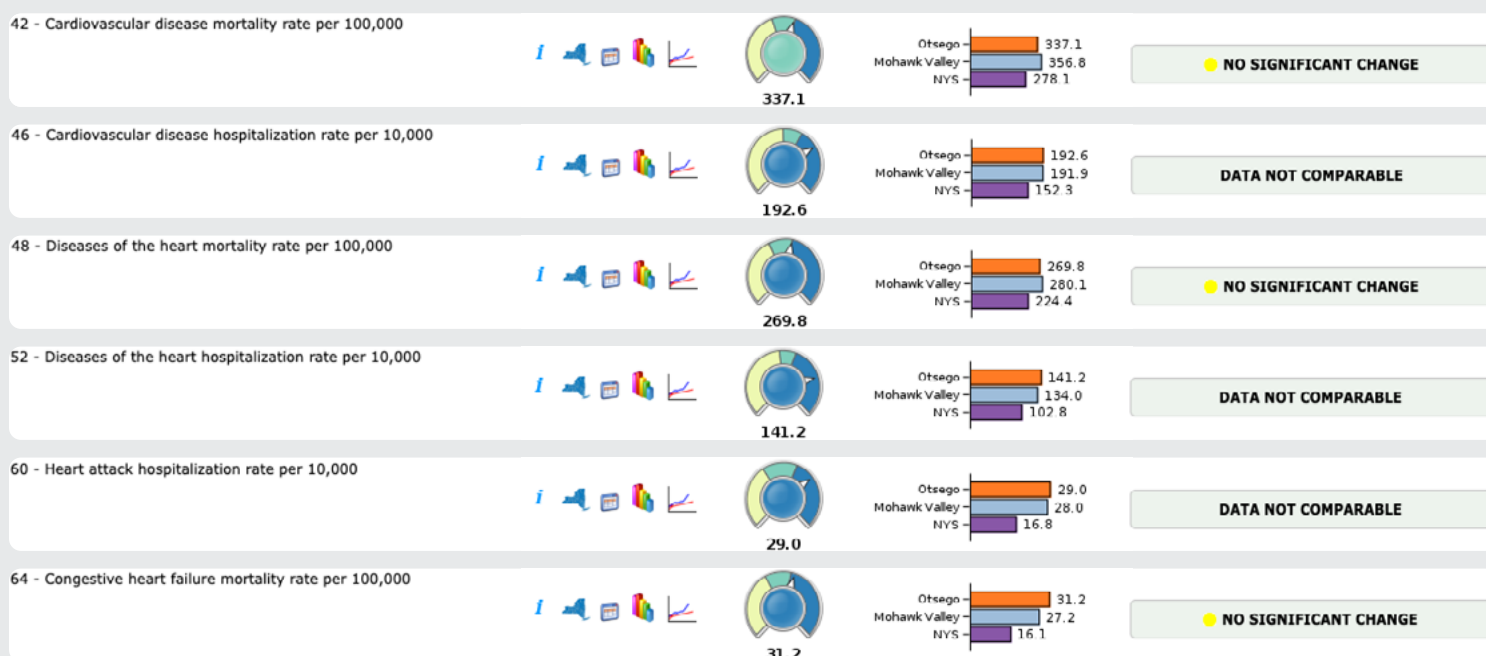 42 - Cardiovascular disease mortality rate per 100,000
i
337.1
Otsego 337.1
Mohawk Valley 356.8
NYS 278.1
NO SIGNIFICANT CHANGE
46 - Cardiovascular disease hospitalization rate per 10,000
i
192.6
Otsego 192.6
Mohawk Valley 191.9
NYS 152.3
DATA NOT COMPARABLE
48 - Diseases of the heart mortality rate per 100,000
i
269.8
Otsego 269.8
Mohawk Valley 280.1
NYS 224.4
NO SIGNIFICANT CHANGE
52 - Diseases of the heart hospitalization rate per 10,000
i
141.2
Otsego 141.2
Mohawk Valley 134.0
NYS 102.8
DATA NOT COMPARABLE
60 - Heart attack hospitalization rate per 10,000
i
29.0
Otsego 29.0
Mohawk Valley 28.0
NYS 16.8
DATA NOT COMPARABLE
64 - Congestive heart failure mortality rate per 100,000
i
31.2
Otsego 31.2
Mohawk Valley 27.2
NYS 16.1
NO SIGNIFICANT CHANGE